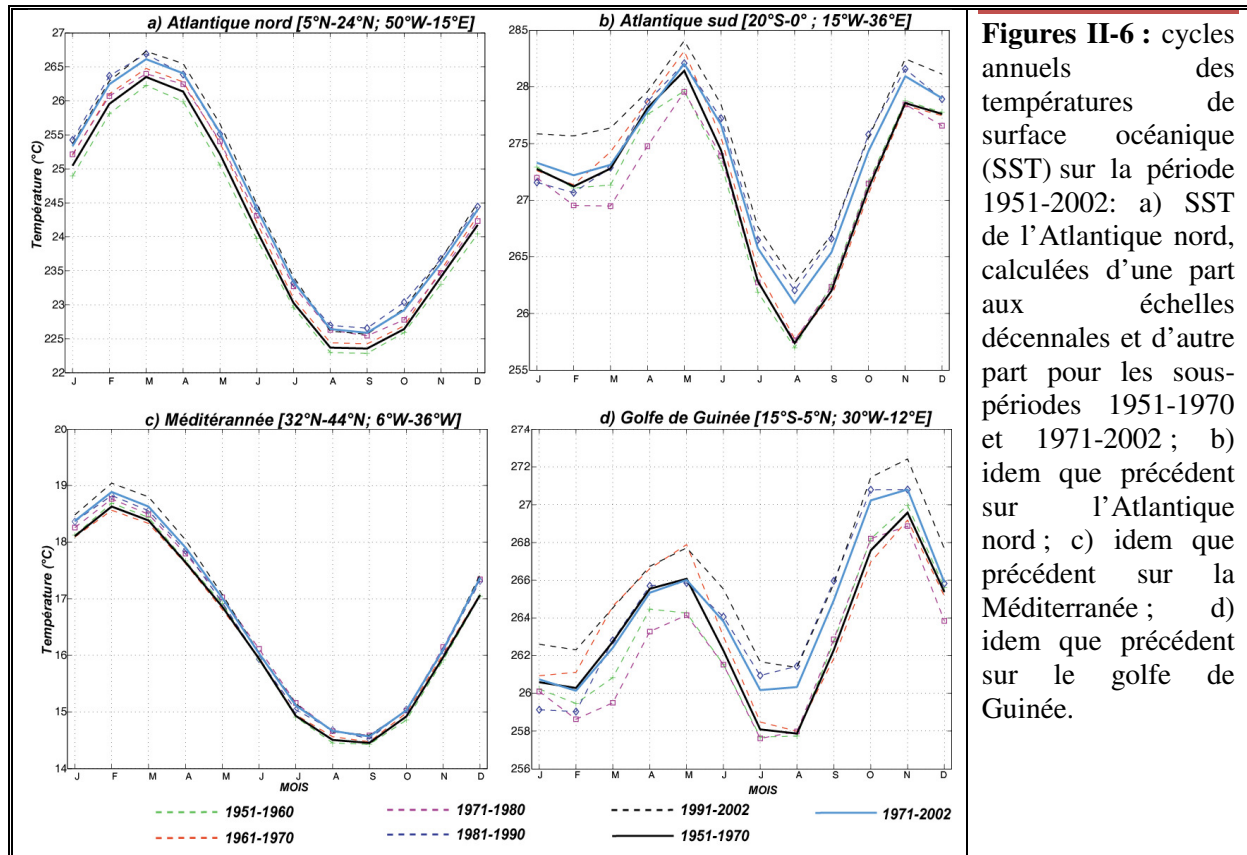 a) Atlantique nord [5°N-24°N; 50°W-15°E]
Température (°C)
27
265
26
255
25
245
24
235
23
225
22
J F M A M J J A S O N D
b) Atlantique sud [20°S-0° ; 15°W-36°E]
285
28
275
27
265
26
255
J F M A M J J A S O N D
c) Méditérannée [32°N-44°N; 6°W-36°W]
Température (°C)
20
19
18
17
16
15
14
J F M A M J J A S O N D
MOIS
d) Golfe de Guinée [15°S-5°N; 30°W-12°E]
274
272
27
268
266
264
262
26
258
256
J F M A M J J A S O N D
MOIS
1951-1960
1971-1980
1991-2002
1971-2002
1961-1970
1981-1990
1951-1970
Figures II-6 : cycles
annuels des
températures de
surface océanique
(SST) sur la période
1951-2002: a) SST
de l’Atlantique nord,
calculées d’une part
aux échelles
décennales et d’autre
part pour les sous-
périodes 1951-1970
et 1971-2002 ; b)
idem que précédent
sur l’Atlantique
nord ; c) idem que
précédent sur la
Méditerranée ; d)
idem que précédent
sur le golfe de
Guinée.